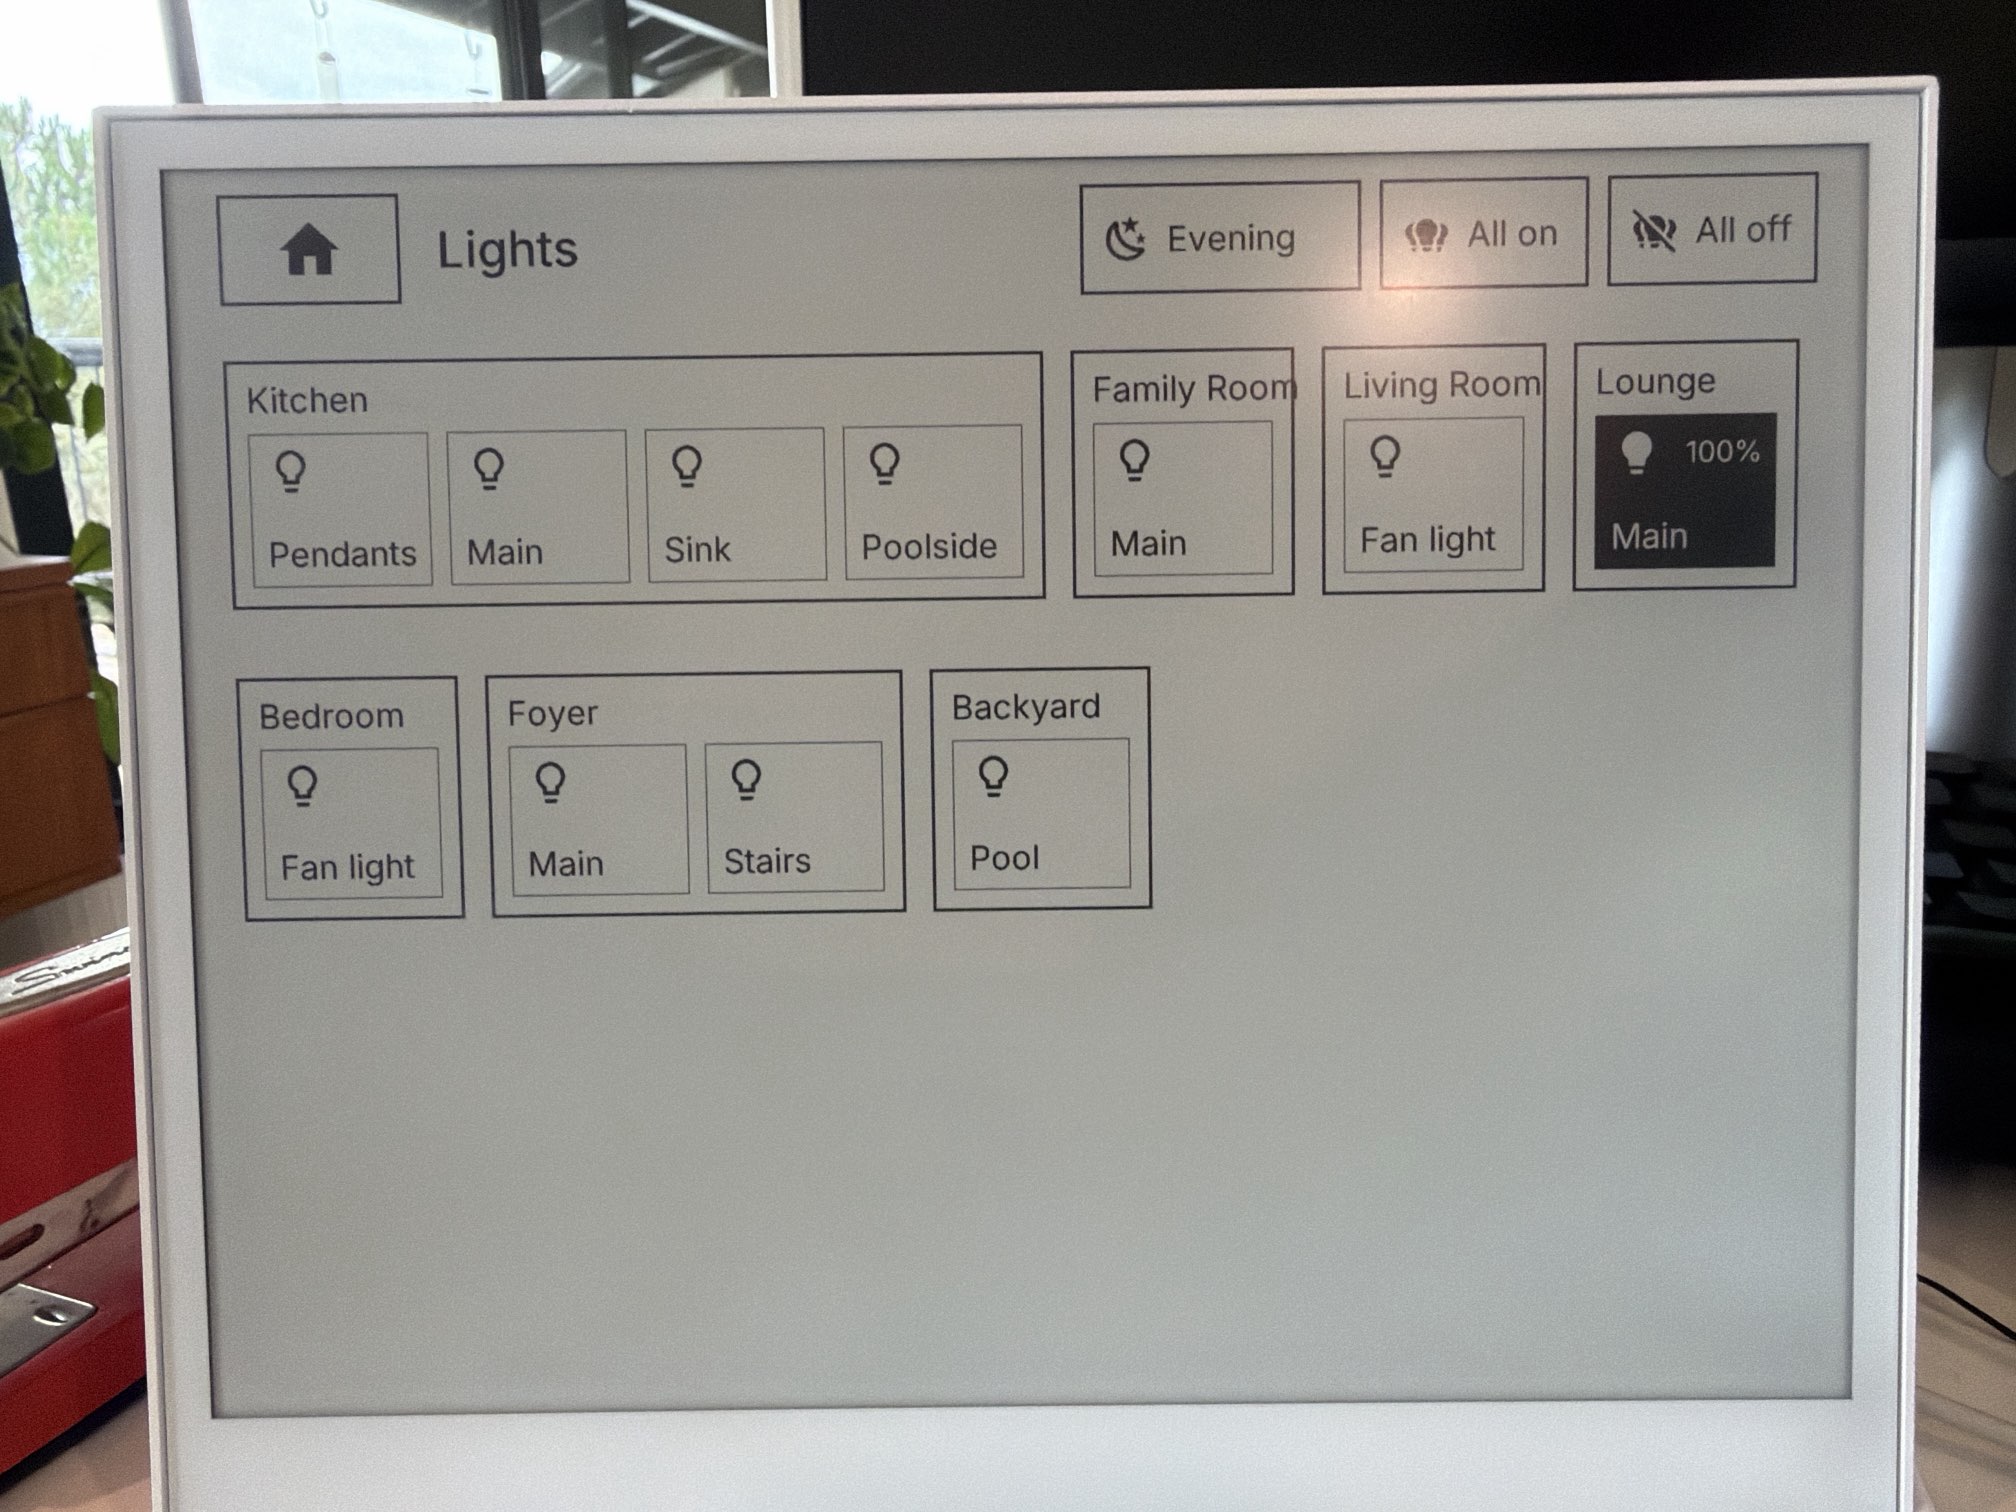 Lights
Evening
All on
All off
Kitchen
Pendants
Main
Sink
Poolside
Family Room
Main
Living Room
Fan light
Lounge
100%
Main
Bedroom
Fan light
Foyer
Main
Stairs
Backyard
Pool